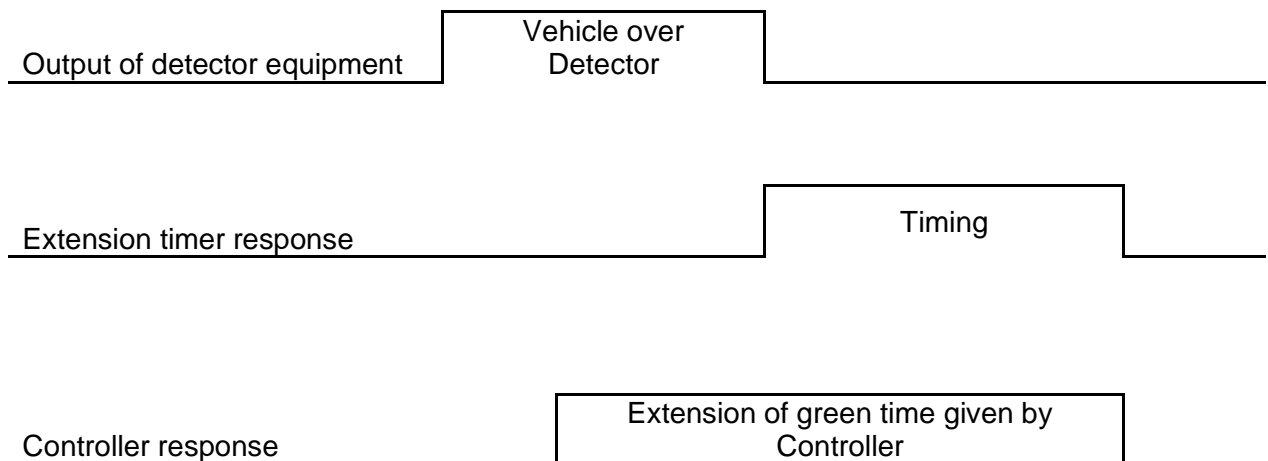 Vehicle over
Output of detector equipment Detector
Timing
Extension timer response
Extension of green time given by
Controller response Controller